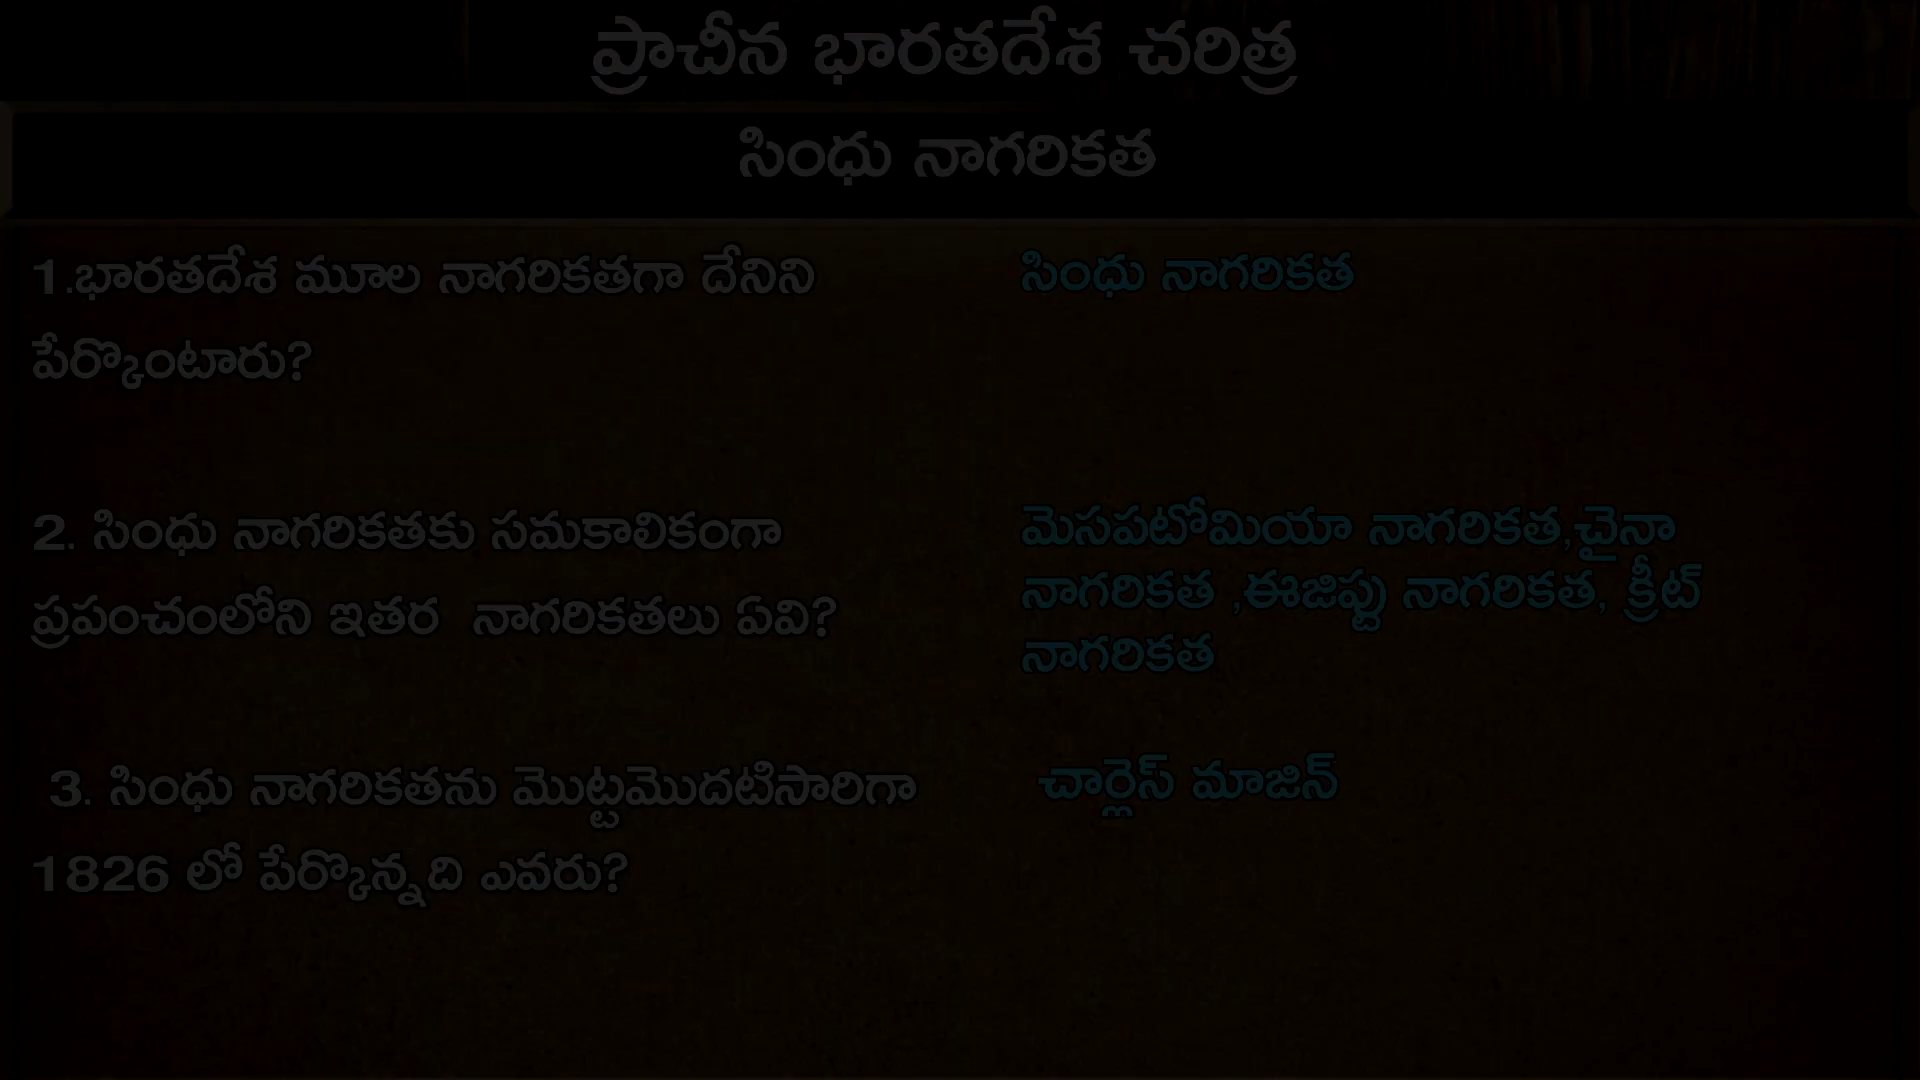 ప్రాచీన భారతదేశ చరిత్ర
సింధు నాగరికత
1.భారతదేశ మూల నాగరికతగా దేనిని
పేర్కొంటారు?
సింధు నాగరికత
2. సింధు నాగరికతకు సమకాలికంగా
ప్రపంచంలోని ఇతర నాగరికతలు ఏవి?
మెసపటోమియా నాగరికత,చైనా
నాగరికత ,ఈజిప్టు నాగరికత, క్రీట్
నాగరికత
3. సింధు నాగరికతను మొట్టమొదటిసారిగా
1826 లో పేర్కొన్నది ఎవరు?
చార్లెస్ మాజిన్